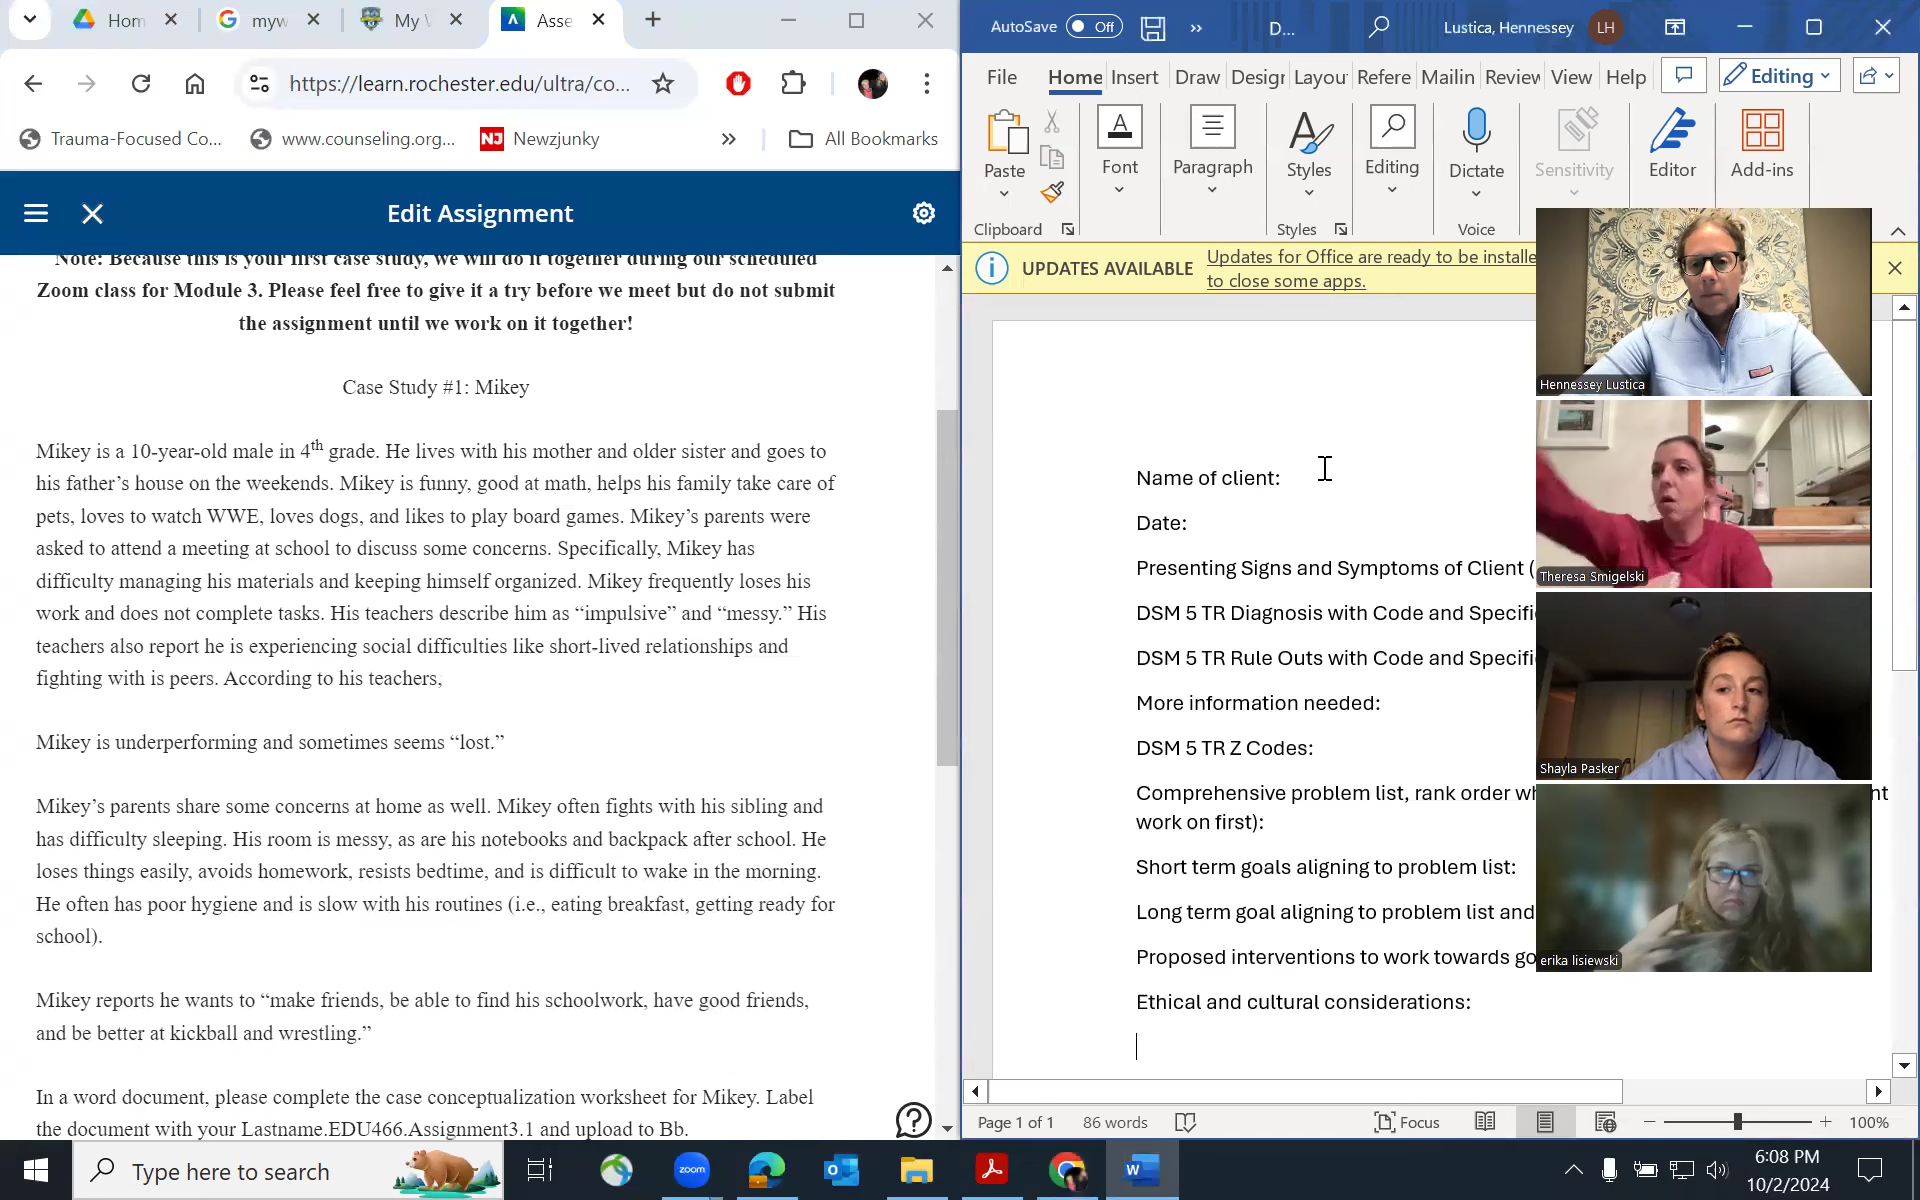 Hom
myw
My
Asse
https://learn.rochester.edu/ultra/co...
Trauma-Focused Co...
www.counseling.org...
NJ
Newzjunky
All Bookmarks
Edit Assignment
Note: Because this is your first case study, we will do it together during our scheduled
Zoom class for Module 3. Please feel free to give it a try before we meet but do not submit
the assignment until we work on it together!
Case Study #1: Mikey
Mikey is a 10-year-old male in 4th grade. He lives with his mother and older sister and goes to
his father’s house on the weekends. Mikey is funny, good at math, helps his family take care of
pets, loves to watch WWE, loves dogs, and likes to play board games. Mikey’s parents were
asked to attend a meeting at school to discuss some concerns. Specifically, Mikey has
difficulty managing his materials and keeping himself organized. Mikey frequently loses his
work and does not complete tasks. His teachers describe him as “impulsive” and “messy.” His
teachers also report he is experiencing social difficulties like short-lived relationships and
fighting with is peers. According to his teachers,
Mikey is underperforming and sometimes seems “lost.”
Mikey’s parents share some concerns at home as well. Mikey often fights with his sibling and
has difficulty sleeping. His room is messy, as are his notebooks and backpack after school. He
loses things easily, avoids homework, resists bedtime, and is difficult to wake in the morning.
He often has poor hygiene and is slow with his routines (i.e., eating breakfast, getting ready for
school).
Mikey reports he wants to “make friends, be able to find his schoolwork, have good friends,
and be better at kickball and wrestling.”
In a word document, please complete the case conceptualization worksheet for Mikey. Label
the document with your Lastname.EDU466.Assignment3.1 and upload to Bb.
AutoSave Off
D...
Lustica, Hennessey
LH
File Home Insert Draw Design Layou Refere Mailin Review View Help
Editing
Paste
Font
Paragraph
Styles
Editing
Dictate
Sensitivity
Editor
Add-ins
Clipboard
Styles
Voice
UPDATES AVAILABLE
Updates for Office are ready to be installe
to close some apps.
Name of client:
Date:
Presenting Signs and Symptoms of Client (
DSM 5 TR Diagnosis with Code and Specifi
DSM 5 TR Rule Outs with Code and Specifi
More information needed:
DSM 5 TR Z Codes:
Comprehensive problem list, rank order wh nt
work on first):
Short term goals aligning to problem list:
Long term goal aligning to problem list and
Proposed interventions to work towards go
Ethical and cultural considerations:
Hennessey Lustica
Theresa Smigelski
Shayla Pasker
erika lisiewski
Page 1 of 1
86 words
Focus
100%
Type here to search
zoom
6:08 PM
10/2/2024